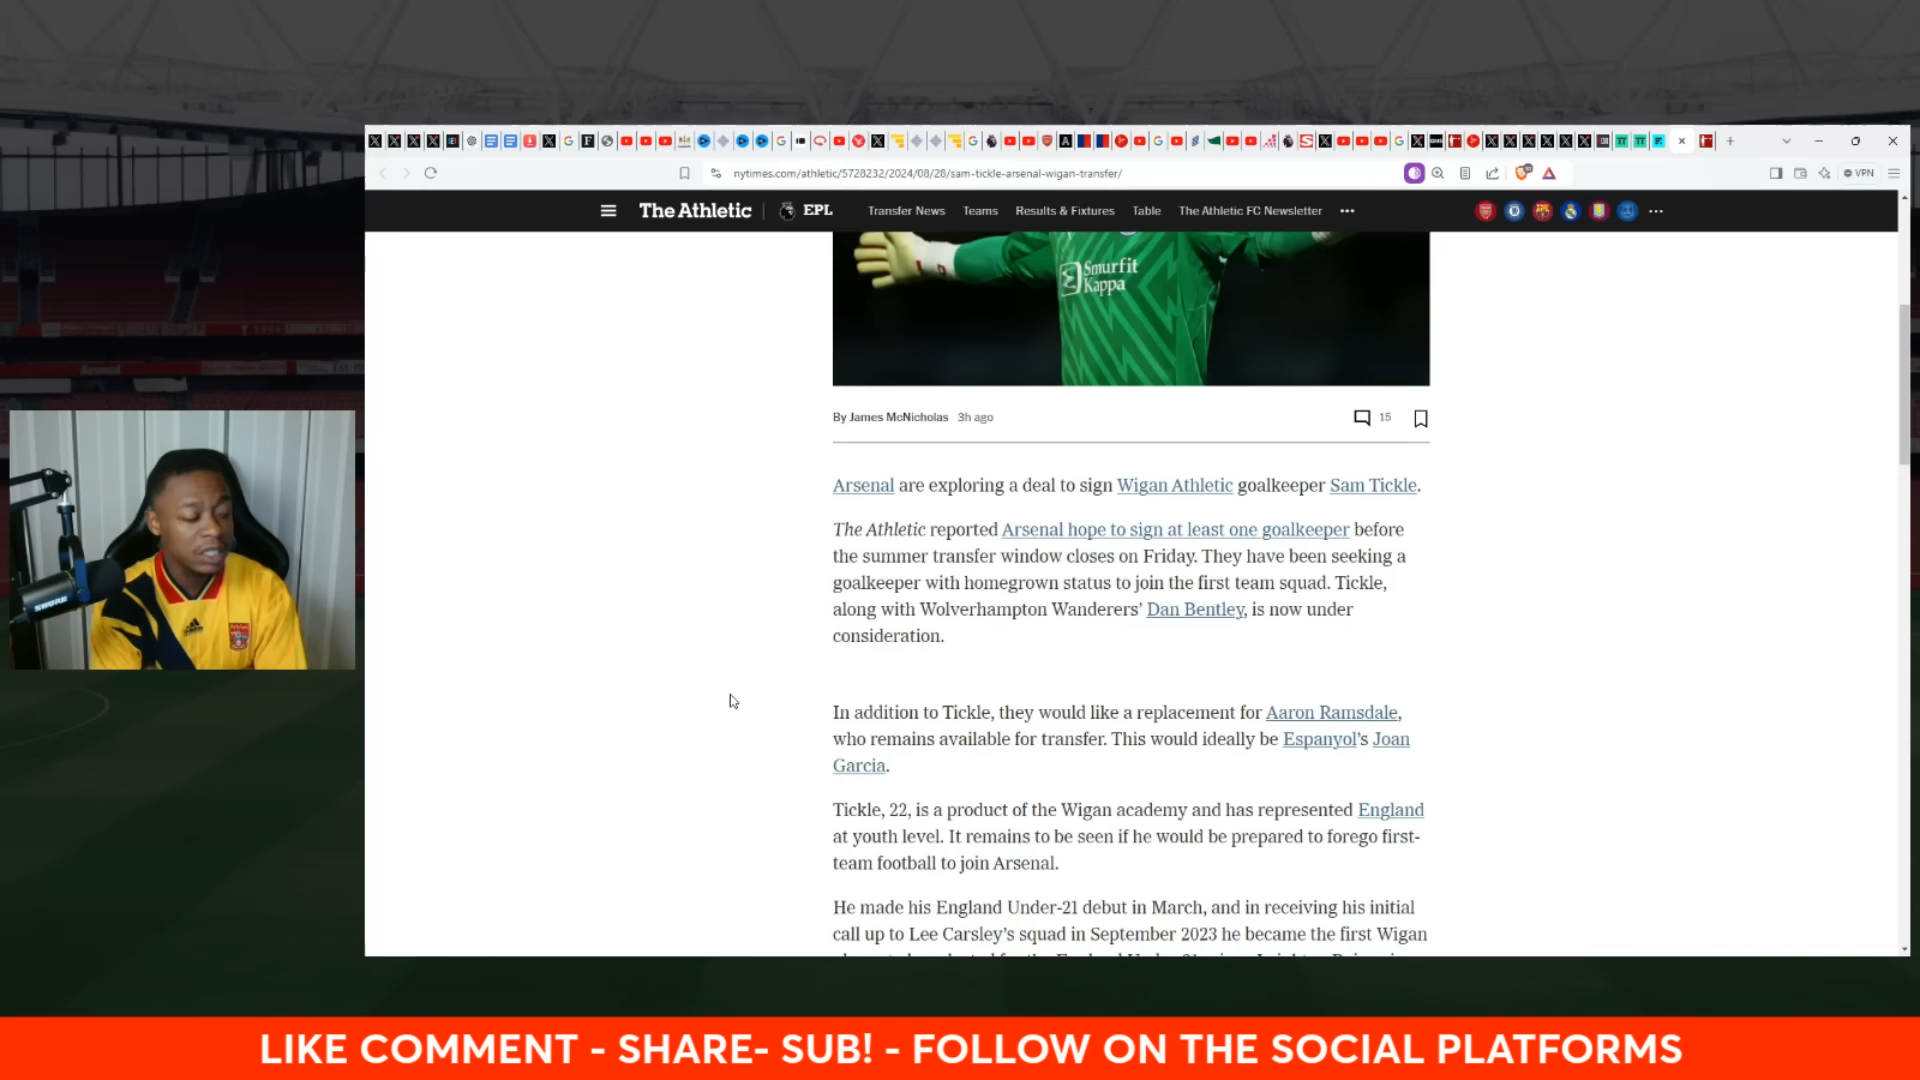 nytimes.com/athletic/5728232/2024/08/28/sam-tickle-arsenal-wigan-transfer/
VPN
The Athletic
EPL
Transfer News
Teams
Results & Fixtures
Table
The Athletic FC Newsletter
Smurfit
Kappa
By James McNicholas 3h ago
15
Arsenal are exploring a deal to sign Wigan Athletic goalkeeper Sam Tickle.
The Athletic reported Arsenal hope to sign at least one goalkeeper before
the summer transfer window closes on Friday. They have been seeking a
goalkeeper with homegrown status to join the first team squad. Tickle,
along with Wolverhampton Wanderers’ Dan Bentley, is now under
consideration.
In addition to Tickle, they would like a replacement for Aaron Ramsdale,
who remains available for transfer. This would ideally be Espanyol’s Joan
Garcia.
Tickle, 22, is a product of the Wigan academy and has represented England
at youth level. It remains to be seen if he would be prepared to forego first-
team football to join Arsenal.
He made his England Under-21 debut in March, and in receiving his initial
call up to Lee Carsley’s squad in September 2023 he became the first Wigan
SHURE
adidas
LIKE COMMENT - SHARE- SUB! - FOLLOW ON THE SOCIAL PLATFORMS